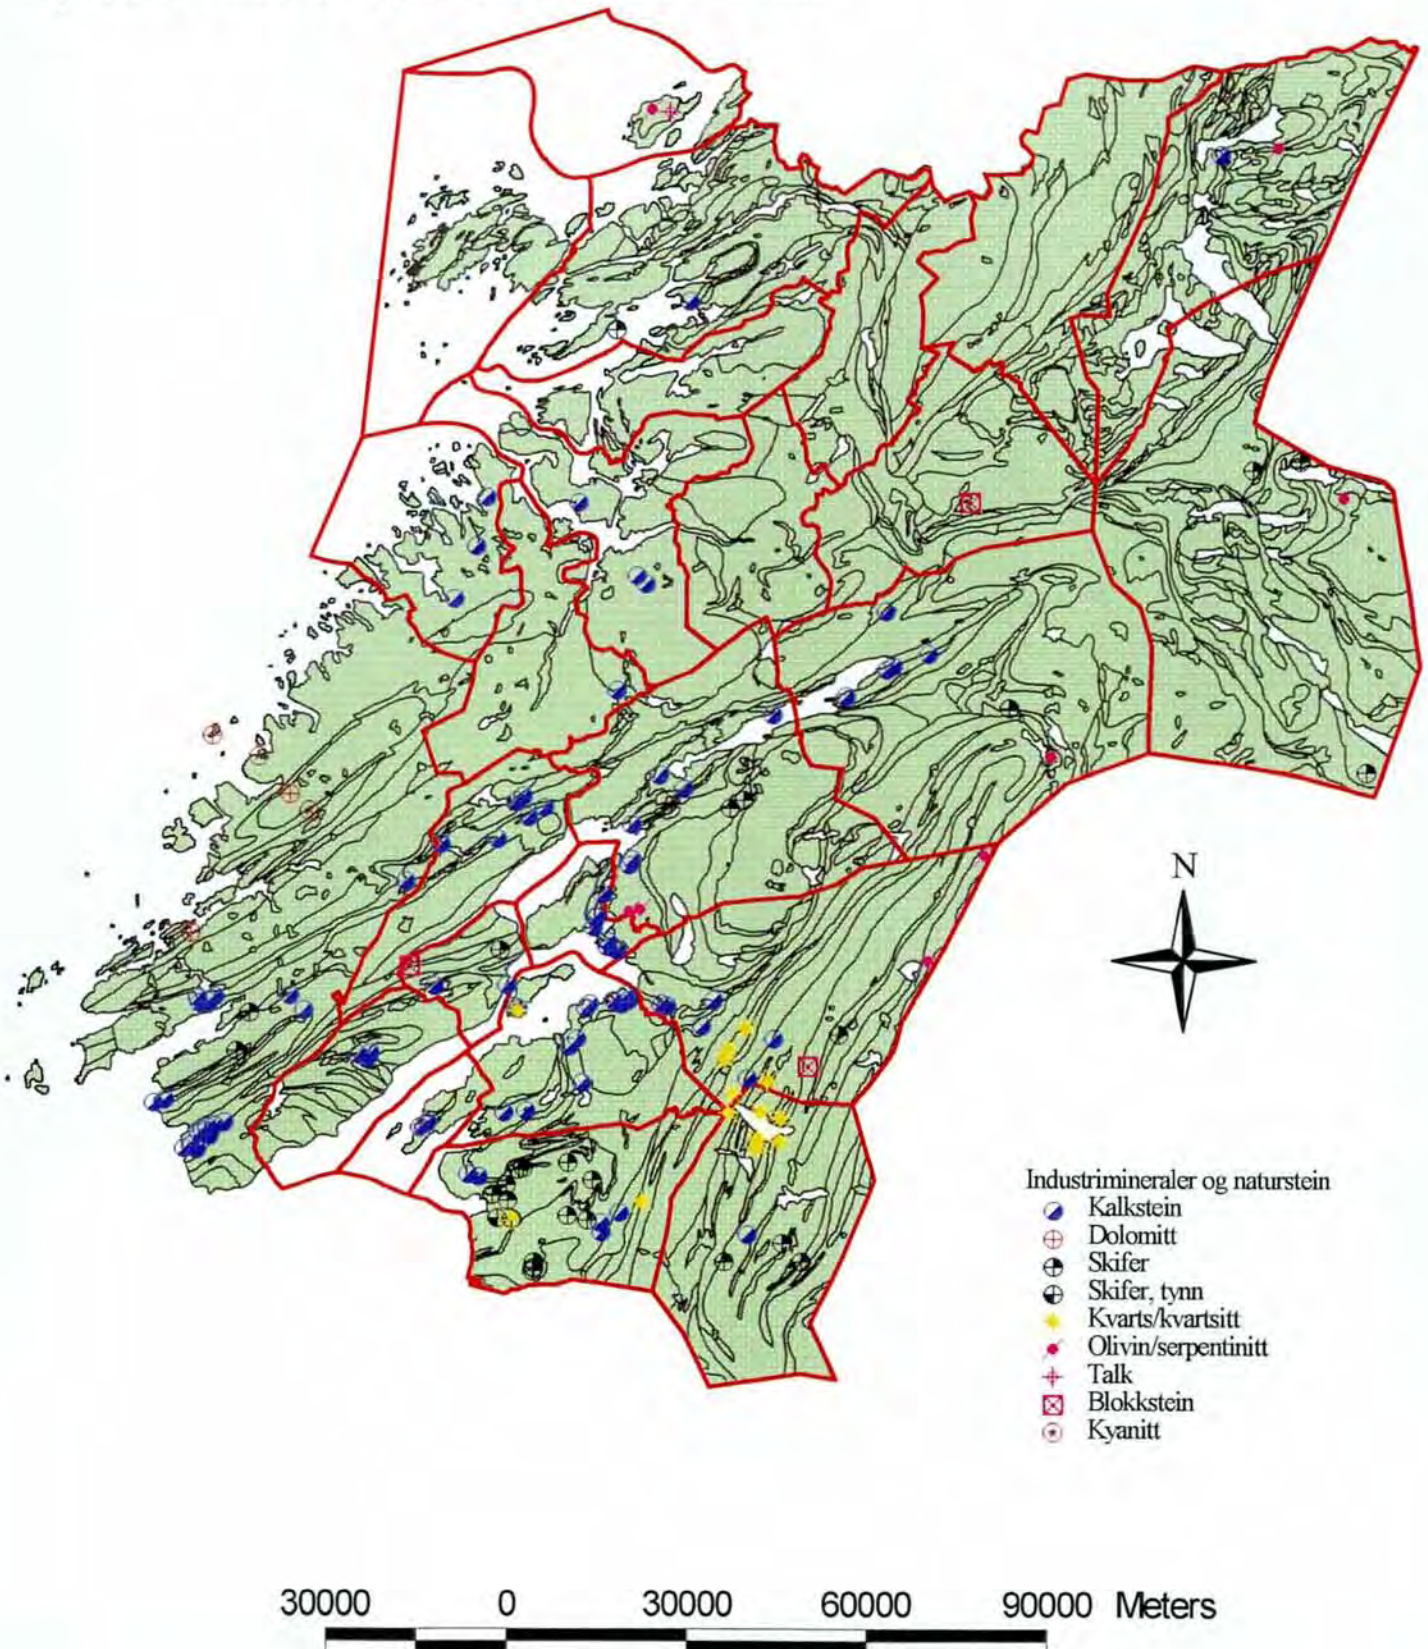 N
Industrimineraler og naturstein
Kalkstein
Dolomitt
Skifer
Skifer, tynn
Kvarts/kvartsitt
Olivin/serpentinitt
Talk
Blokkstein
Kyanitt
30000 0 30000 60000 90000 Meters